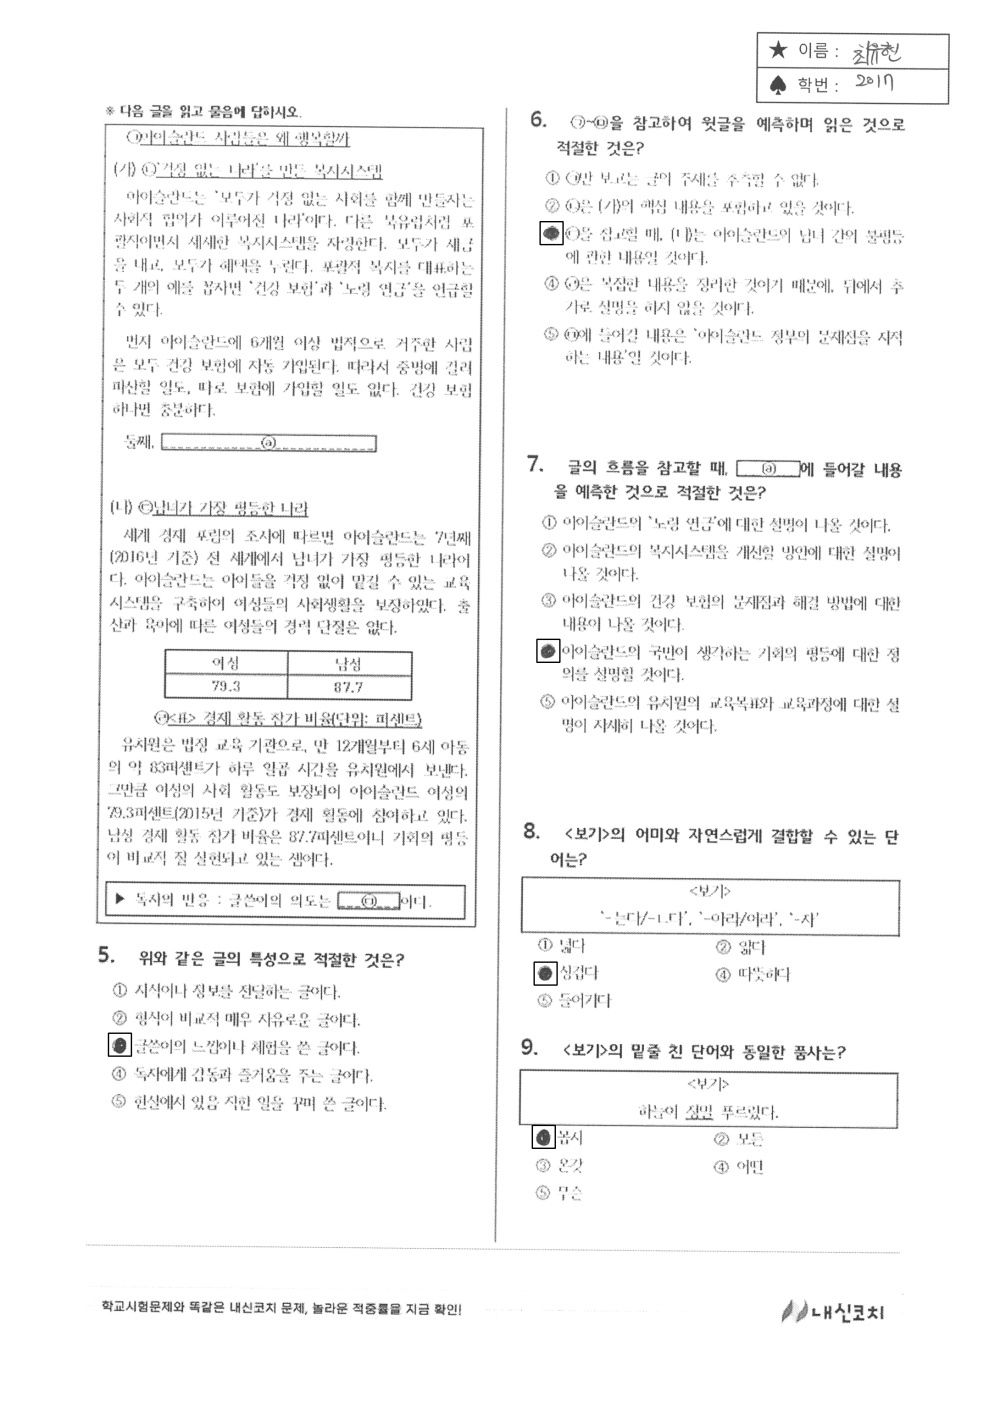 ★ 이름 : 최유현
♠ 학번 : 2017
※ 다음 글을 읽고 물음에 답하시오.
㉠아이슬란드 사람들은 왜 행복할까
(가) ㉡'걱정 없는 나라'를 만든 복지시스템
아이슬란드는 '모두가 걱정 없는 사회를 함께 만들자는
사회적 합의가 이루어진 나라'이다. 다른 북유럽처럼 포
괄적이면서 세세한 복지시스템을 자랑한다. 모두가 세금
을 내고, 모두가 혜택을 누린다. 포괄적 복지를 대표하는
두 개의 예를 꼽자면 '건강 보험'과 '노령 연금'을 언급할
수 있다.
먼저 아이슬란드에 6개월 이상 법적으로 거주한 사람
은 모두 건강 보험에 자동 가입된다. 따라서 중병에 걸려
파산할 일도, 따로 보험에 가입할 일도 없다. 건강 보험
하나면 충분하다.
둘째, ⓐ
(나) ㉢남녀가 가장 평등한 나라
세계 경제 포럼의 조사에 따르면 아이슬란드는 7년째
(2016년 기준) 전 세계에서 남녀가 가장 평등한 나라이
다. 아이슬란드는 아이들을 걱정 없이 맡길 수 있는 교육
시스템을 구축하여 여성들의 사회생활을 보장하였다. 출
산과 육아에 따른 여성들의 경력 단절은 없다.
여성 남성
79.3 87.7
㉣<표> 경제 활동 참가 비율(단위: 퍼센트)
유치원은 법정 교육 기관으로, 만 12개월부터 6세 아동
의 약 83퍼센트가 하루 일곱 시간을 유치원에서 보낸다.
그만큼 여성의 사회 활동도 보장되어 아이슬란드 여성의
79.3퍼센트(2015년 기준)가 경제 활동에 참여하고 있다.
남성 경제 활동 참가 비율은 87.7퍼센트이니 기회의 평등
이 비교적 잘 실현되고 있는 셈이다.
▶ 독자의 반응 : 글쓴이의 의도는 ㉤이다.
5. 위와 같은 글의 특성으로 적절한 것은?
① 지식이나 정보를 전달하는 글이다.
② 형식이 비교적 매우 자유로운 글이다.
글쓴이의 느낌이나 체험을 쓴 글이다.
④ 독자에게 감동과 즐거움을 주는 글이다.
⑤ 현실에서 있음 직한 일을 꾸며 쓴 글이다.
6. ㉠~㉤을 참고하여 윗글을 예측하며 읽은 것으로
적절한 것은?
① ㉠만 보고는 글의 주제를 추측할 수 없다.
② ㉡은 (가)의 핵심 내용을 포함하고 있을 것이다.
㉢을 참고할 때, (나)는 아이슬란드의 남녀 간의 불평등
에 관한 내용일 것이다.
④ ㉣은 복잡한 내용을 정리한 것이기 때문에, 뒤에서 추
가로 설명을 하지 않을 것이다.
⑤ ㉤에 들어갈 내용은 '아이슬란드 정부의 문제점을 지적
하는 내용'일 것이다.
7. 글의 흐름을 참고할 때, ⓐ에 들어갈 내용
을 예측한 것으로 적절한 것은?
① 아이슬란드의 '노령 연금'에 대한 설명이 나올 것이다.
② 아이슬란드의 복지시스템을 개선할 방안에 대한 설명이
나올 것이다.
③ 아이슬란드의 건강 보험의 문제점과 해결 방법에 대한
내용이 나올 것이다.
아이슬란드의 국민이 생각하는 기회의 평등에 대한 정
의를 설명할 것이다.
⑤ 아이슬란드의 유치원의 교육목표와 교육과정에 대한 설
명이 자세히 나올 것이다.
8. <보기>의 어미와 자연스럽게 결합할 수 있는 단
어는?
<보기>
'-는다/-ㄴ다', '-아라/어라', '-자'
① 넓다 ② 얇다
싱겁다 ④ 따뜻하다
⑤ 들어가다
9. <보기>의 밑줄 친 단어와 동일한 품사는?
<보기>
하늘이 정말 푸르렀다.
몹시 ② 모든
③ 온갖 ④ 어떤
⑤ 무슨
학교시험문제와 똑같은 내신코치 문제, 놀라운 적중률을 지금 확인!
내신코치